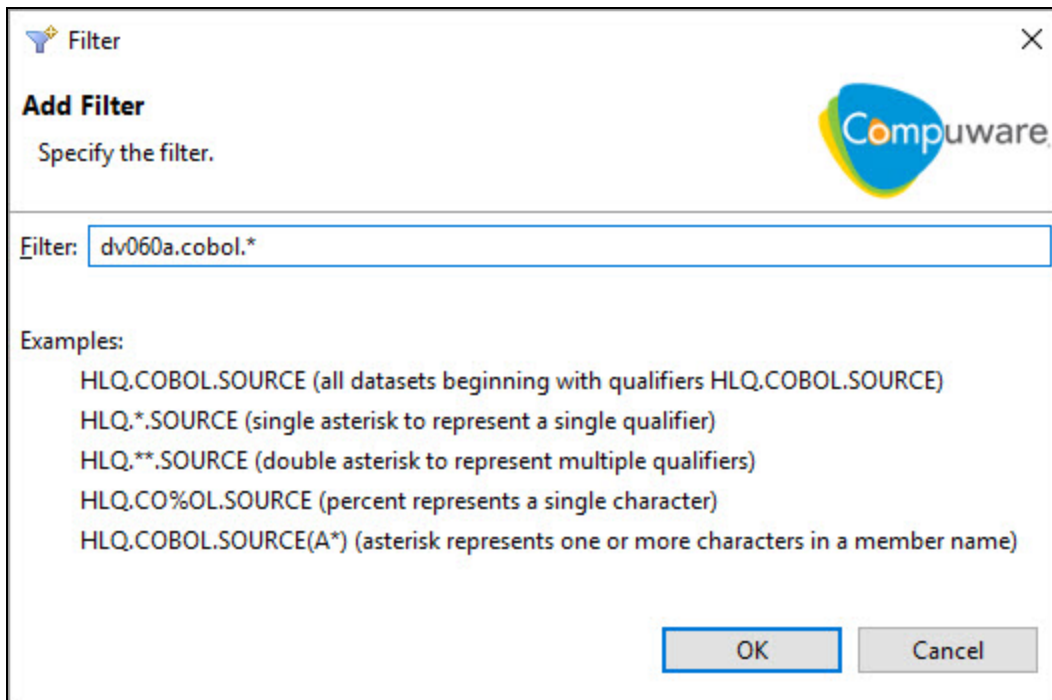 Filter
Add Filter
Specify the filter.
Compuware
Filter: dv060a.cobol.*
Examples:
HLQ.COBOL.SOURCE (all datasets beginning with qualifiers HLQ.COBOL.SOURCE)
HLQ.*.SOURCE (single asterisk to represent a single qualifier)
HLQ.**.SOURCE (double asterisk to represent multiple qualifiers)
HLQ.CO%OL.SOURCE (percent represents a single character)
HLQ.COBOL.SOURCE(A*) (asterisk represents one or more characters in a member name)
OK Cancel